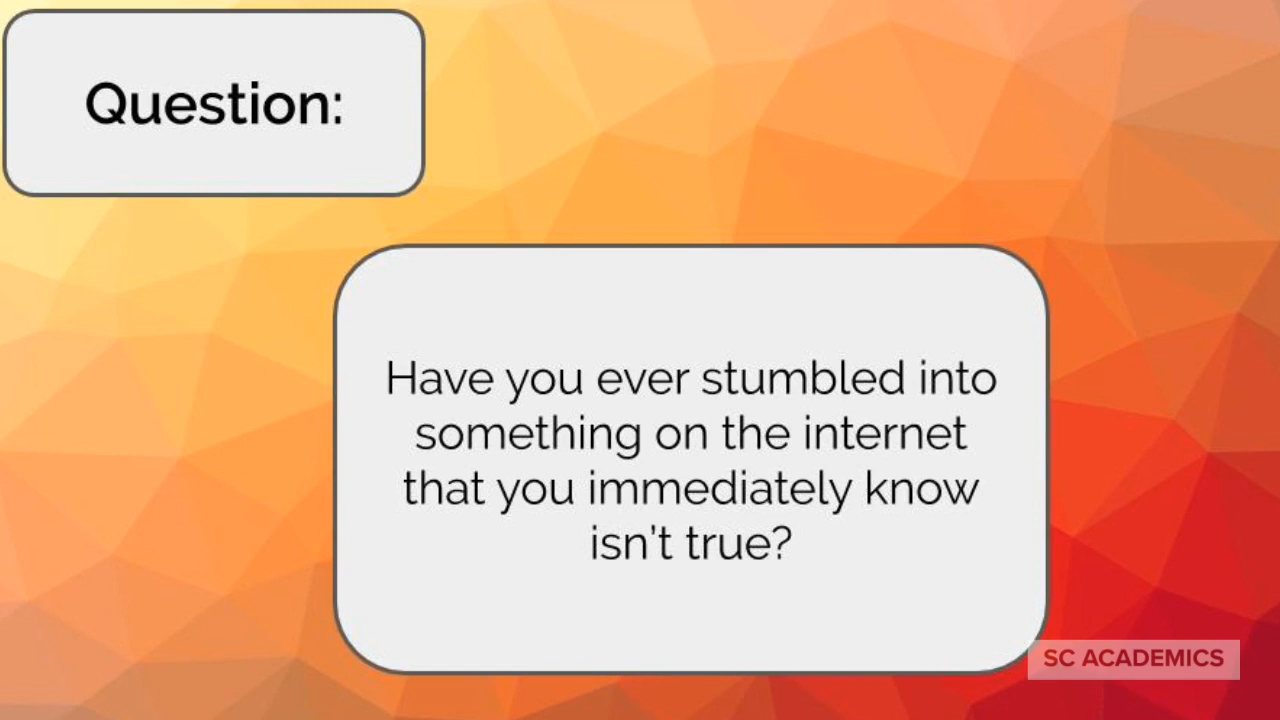 Question:
Have you ever stumbled into
something on the internet
that you immediately know
isn't true?
SC ACADEMICS